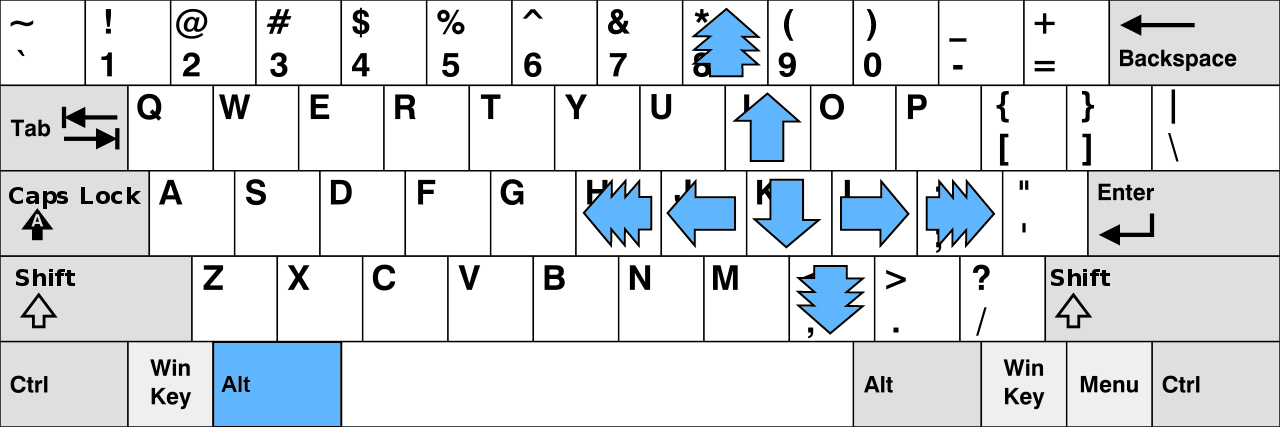 ~ ! @ # $ % ^ & * ( ) _ +
` 1 2 3 4 5 6 7 8 9 0 - =
Backspace
Tab Q W E R T Y U O P { } |
[ ] \
Caps Lock A S D F G H J K L "
A ; ' Enter
Shift Z X C V B N M > ? Shift
, . /
Ctrl Win Key Alt Alt Win Key Menu Ctrl